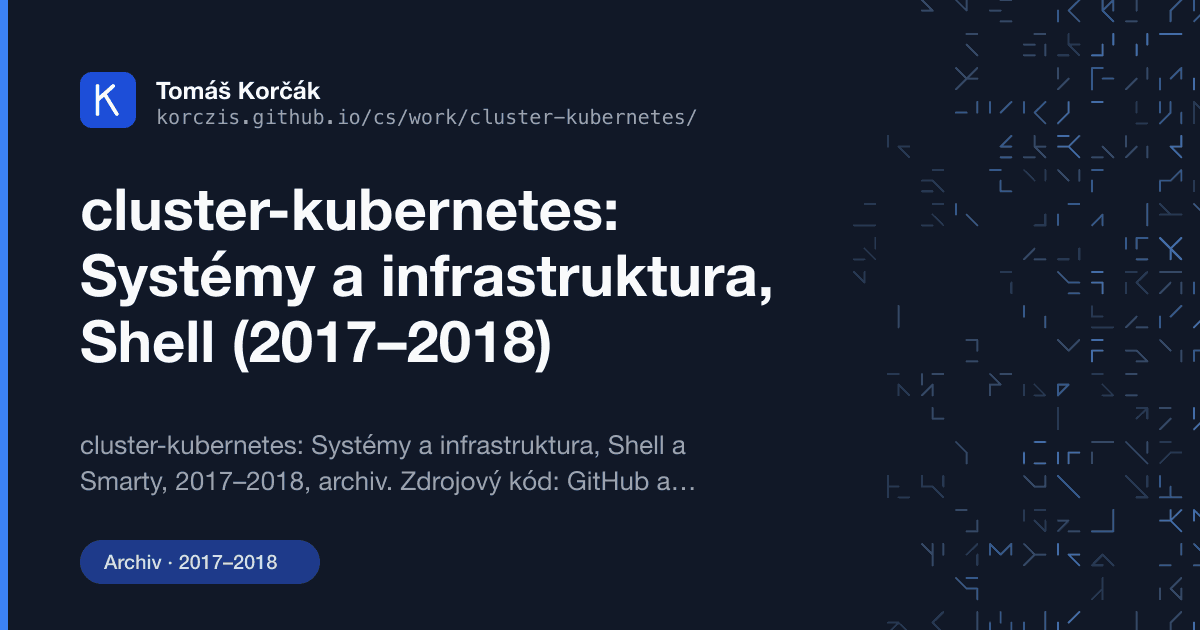 K
Tomáš Korčák
korczis.github.io/cs/work/cluster-kubernetes/
cluster-kubernetes:
Systémy a infrastruktura,
Shell (2017–2018)
cluster-kubernetes: Systémy a infrastruktura, Shell a
Smarty, 2017–2018, archiv. Zdrojový kód: GitHub a…
Archiv · 2017–2018